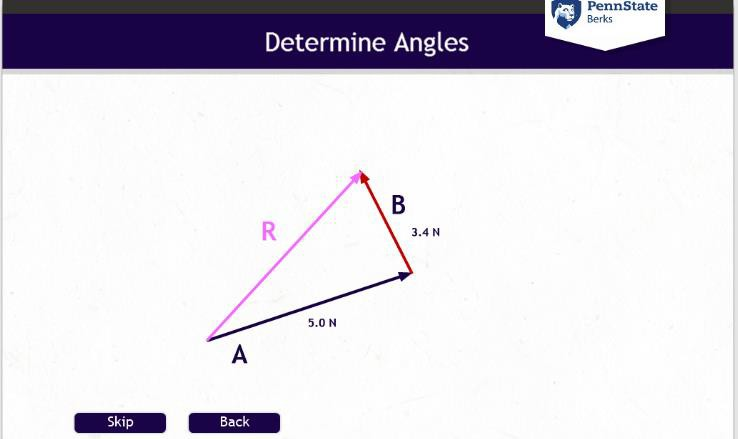 PennState
Berks
Determine Angles
R
B
3.4 N
5.0 N
A
Skip
Back